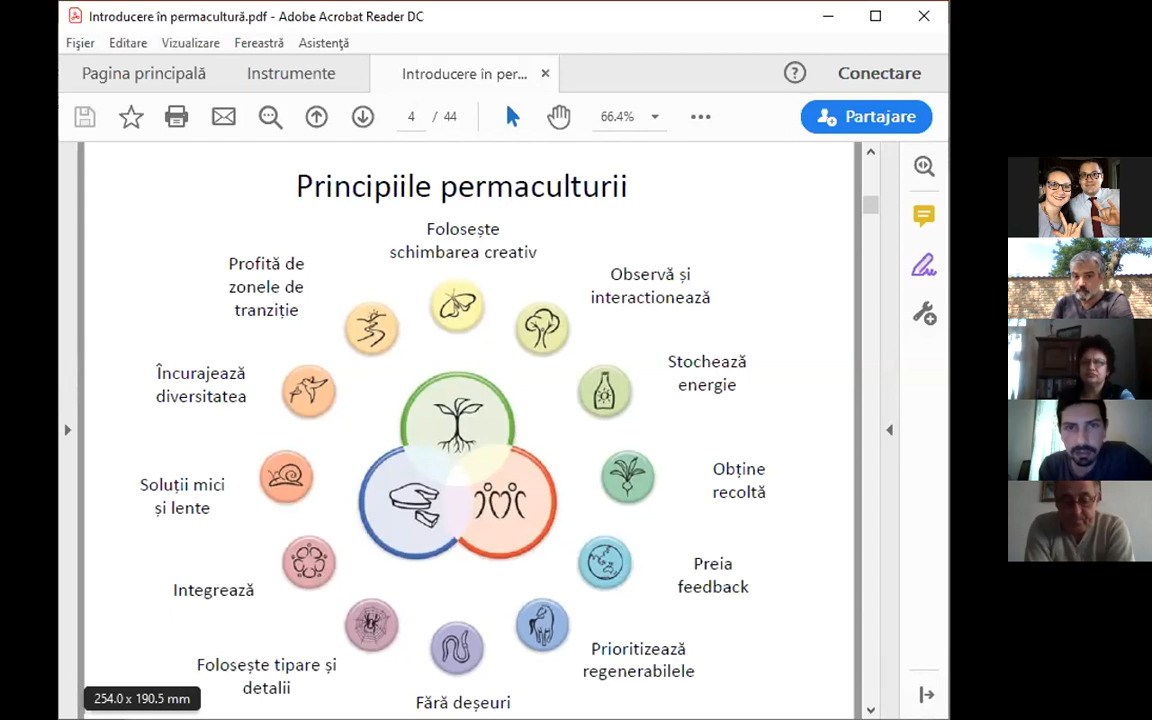 Introducere în permacultură.pdf - Adobe Acrobat Reader DC
Fișier Editare Vizualizare Fereastră Asistență
Pagina principală Instrumente Introducere în per... ×
? Conectare
4 / 44 66.4% Partajare
Principiile permaculturii
Folosește
schimbarea creativ
Observă și
interactionează
Stochează
energie
Obține
recoltă
Preia
feedback
Prioritizează
regenerabilele
Fără deșeuri
Folosește tipare și
detalii
Integrează
Soluții mici
și lente
Încurajează
diversitatea
Profită de
zonele de
tranziție
254.0 x 190.5 mm